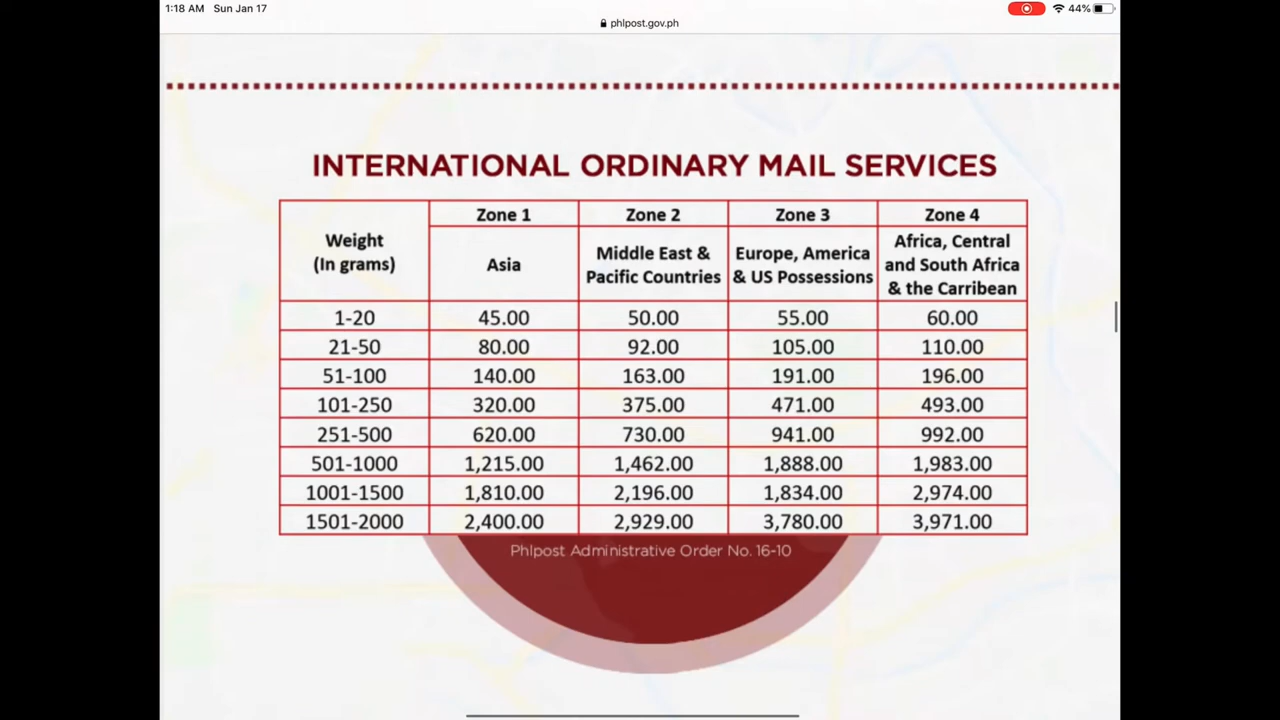 1:18 AM Sun Jan 17
44%
phlpost.gov.ph
INTERNATIONAL ORDINARY MAIL SERVICES
Weight (In grams) Zone 1 Zone 2 Zone 3 Zone 4
Asia Middle East & Pacific Countries Europe, America & US Possessions Africa, Central and South Africa & the Carribean
1-20 45.00 50.00 55.00 60.00
21-50 80.00 92.00 105.00 110.00
51-100 140.00 163.00 191.00 196.00
101-250 320.00 375.00 471.00 493.00
251-500 620.00 730.00 941.00 992.00
501-1000 1,215.00 1,462.00 1,888.00 1,983.00
1001-1500 1,810.00 2,196.00 1,834.00 2,974.00
1501-2000 2,400.00 2,929.00 3,780.00 3,971.00
Phlpost Administrative Order No. 16-10